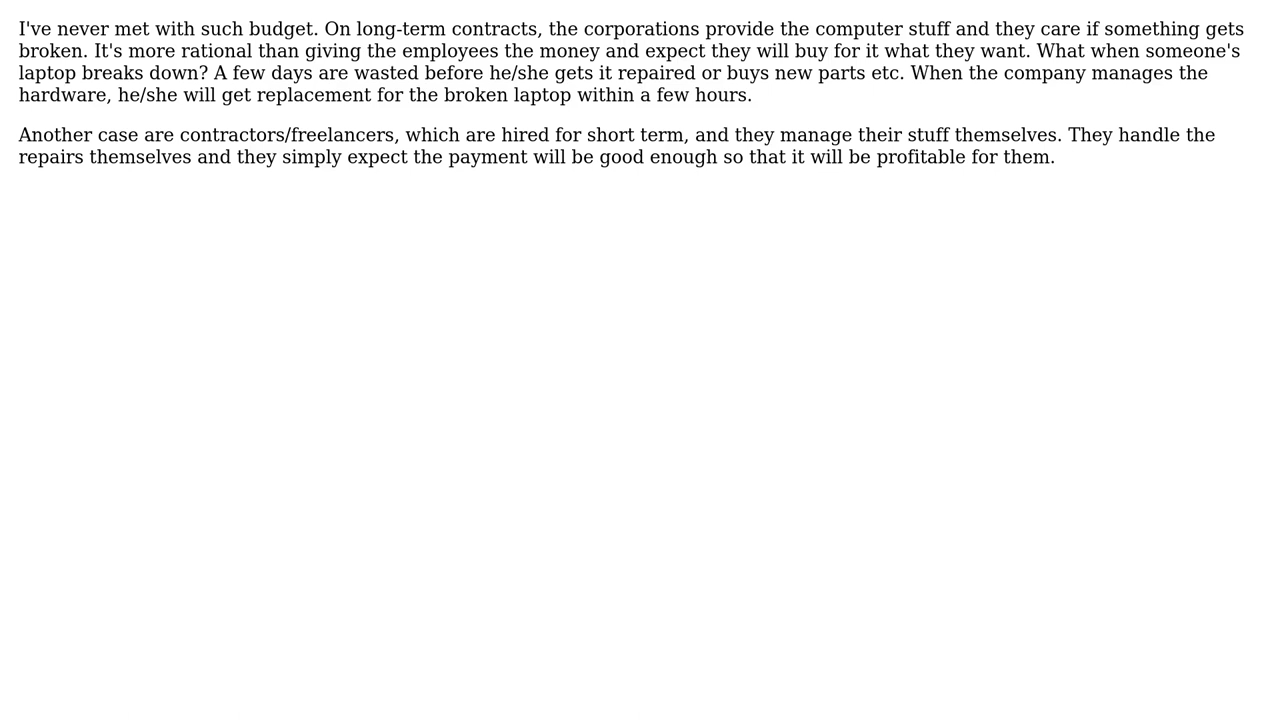 I've never met with such budget. On long-term contracts, the corporations provide the computer stuff and they care if something gets
broken. It's more rational than giving the employees the money and expect they will buy for it what they want. What when someone's
laptop breaks down? A few days are wasted before he/she gets it repaired or buys new parts etc. When the company manages the
hardware, he/she will get replacement for the broken laptop within a few hours.
Another case are contractors/freelancers, which are hired for short term, and they manage their stuff themselves. They handle the
repairs themselves and they simply expect the payment will be good enough so that it will be profitable for them.